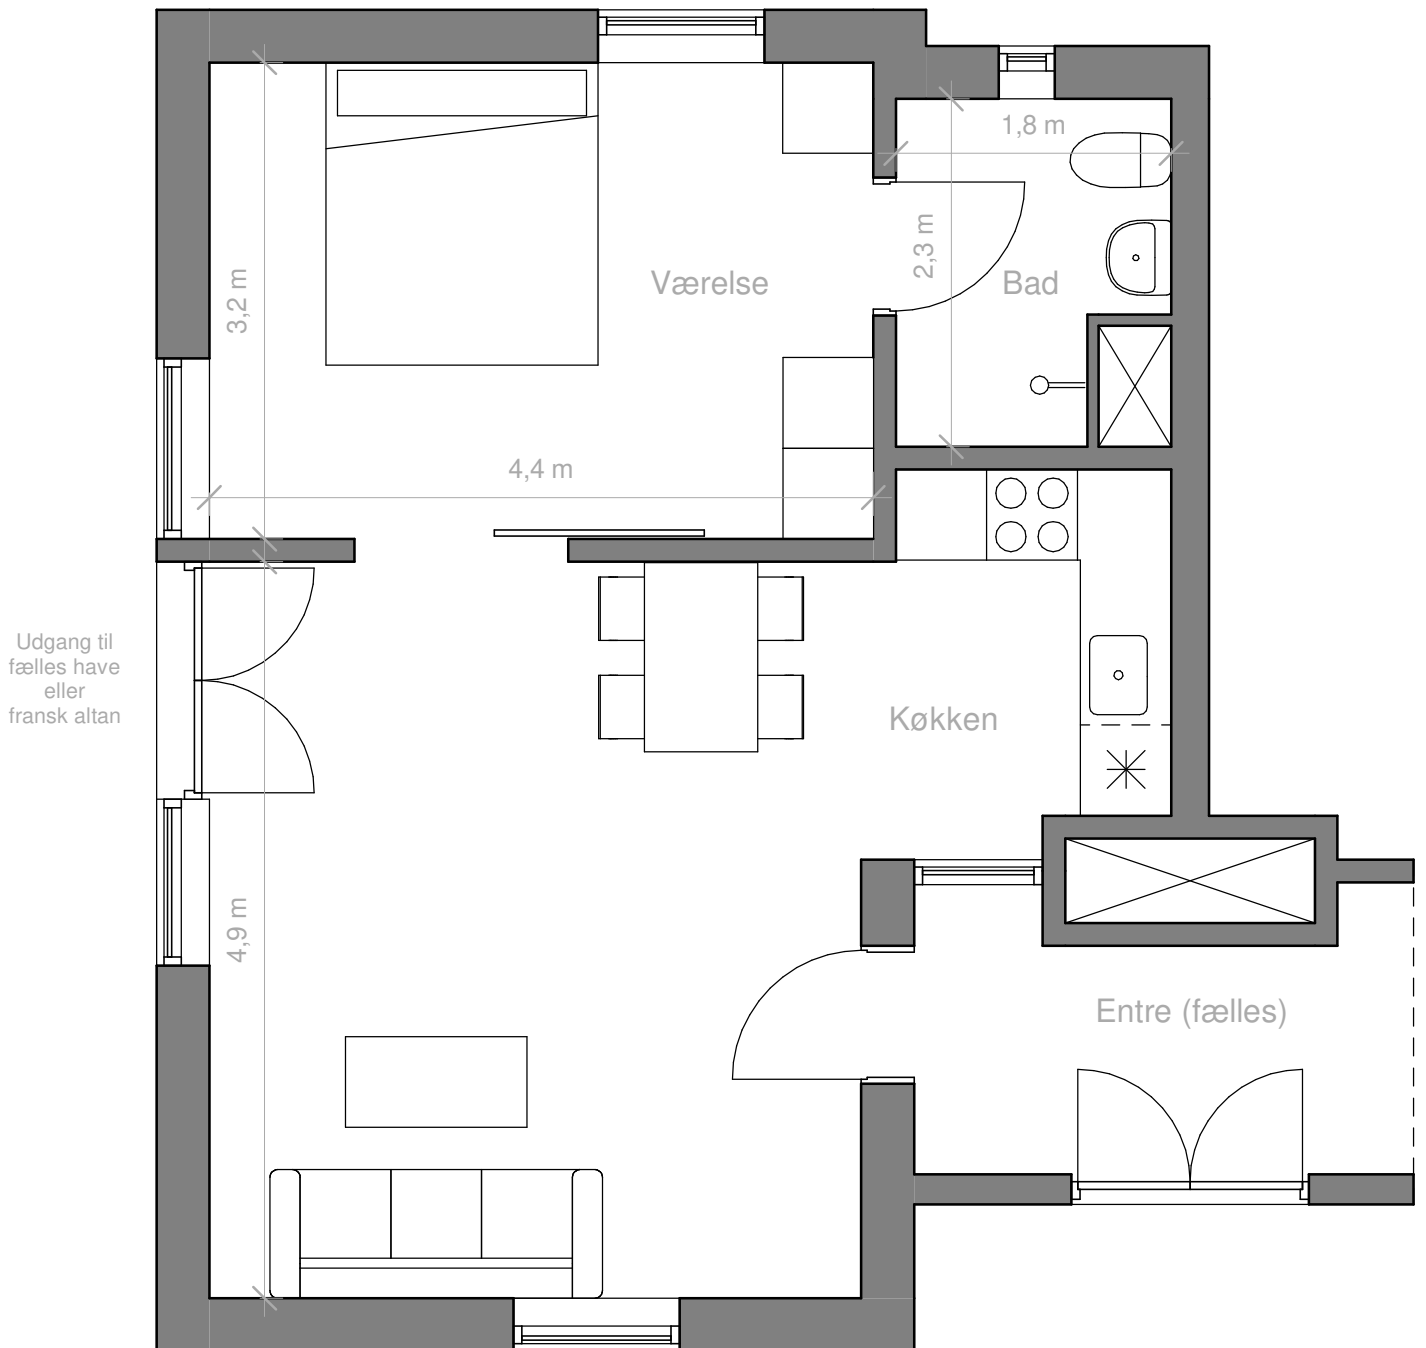 1,8 m
2,3 m
Værelse
Bad
3,2 m
4,4 m
Udgang til
fælles have
eller
fransk altan
Køkken
4,9 m
Entre (fælles)